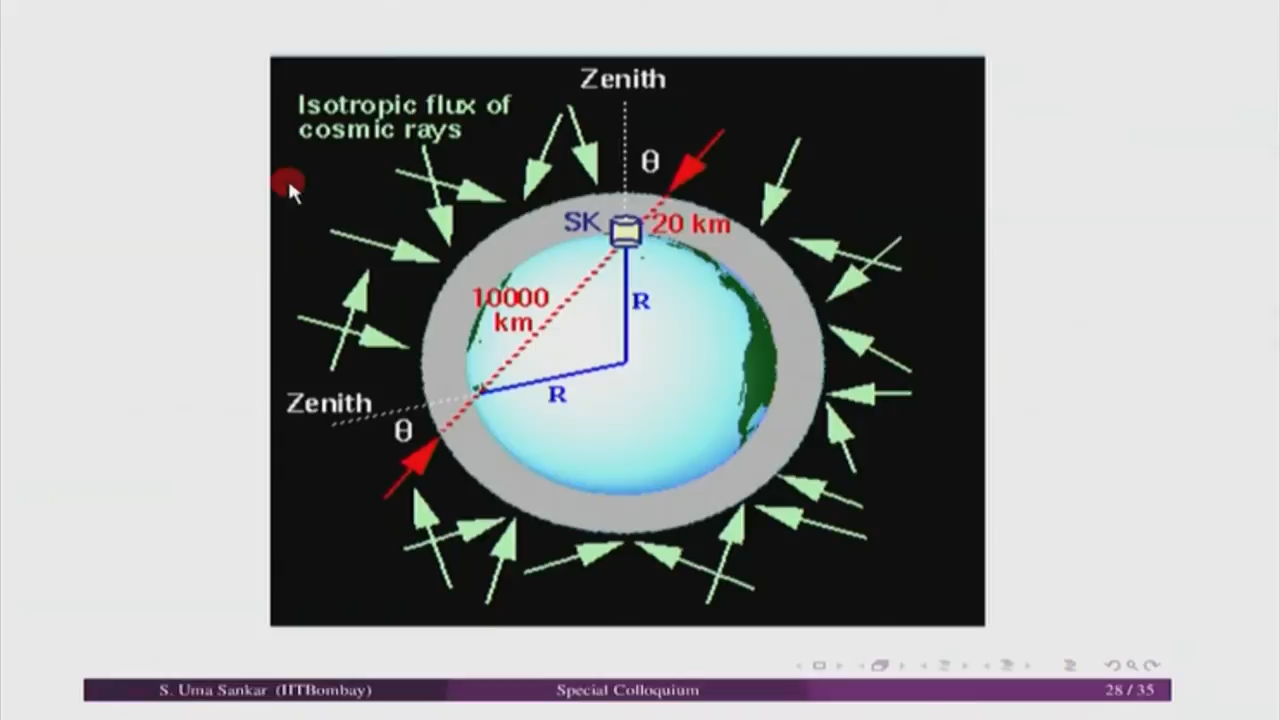 Zenith
Isotropic flux of
cosmic rays
θ
SK
20 km
10000
km
R
R
Zenith
θ
S. Uma Sankar (IITBombay)
Special Colloquium
28 / 35